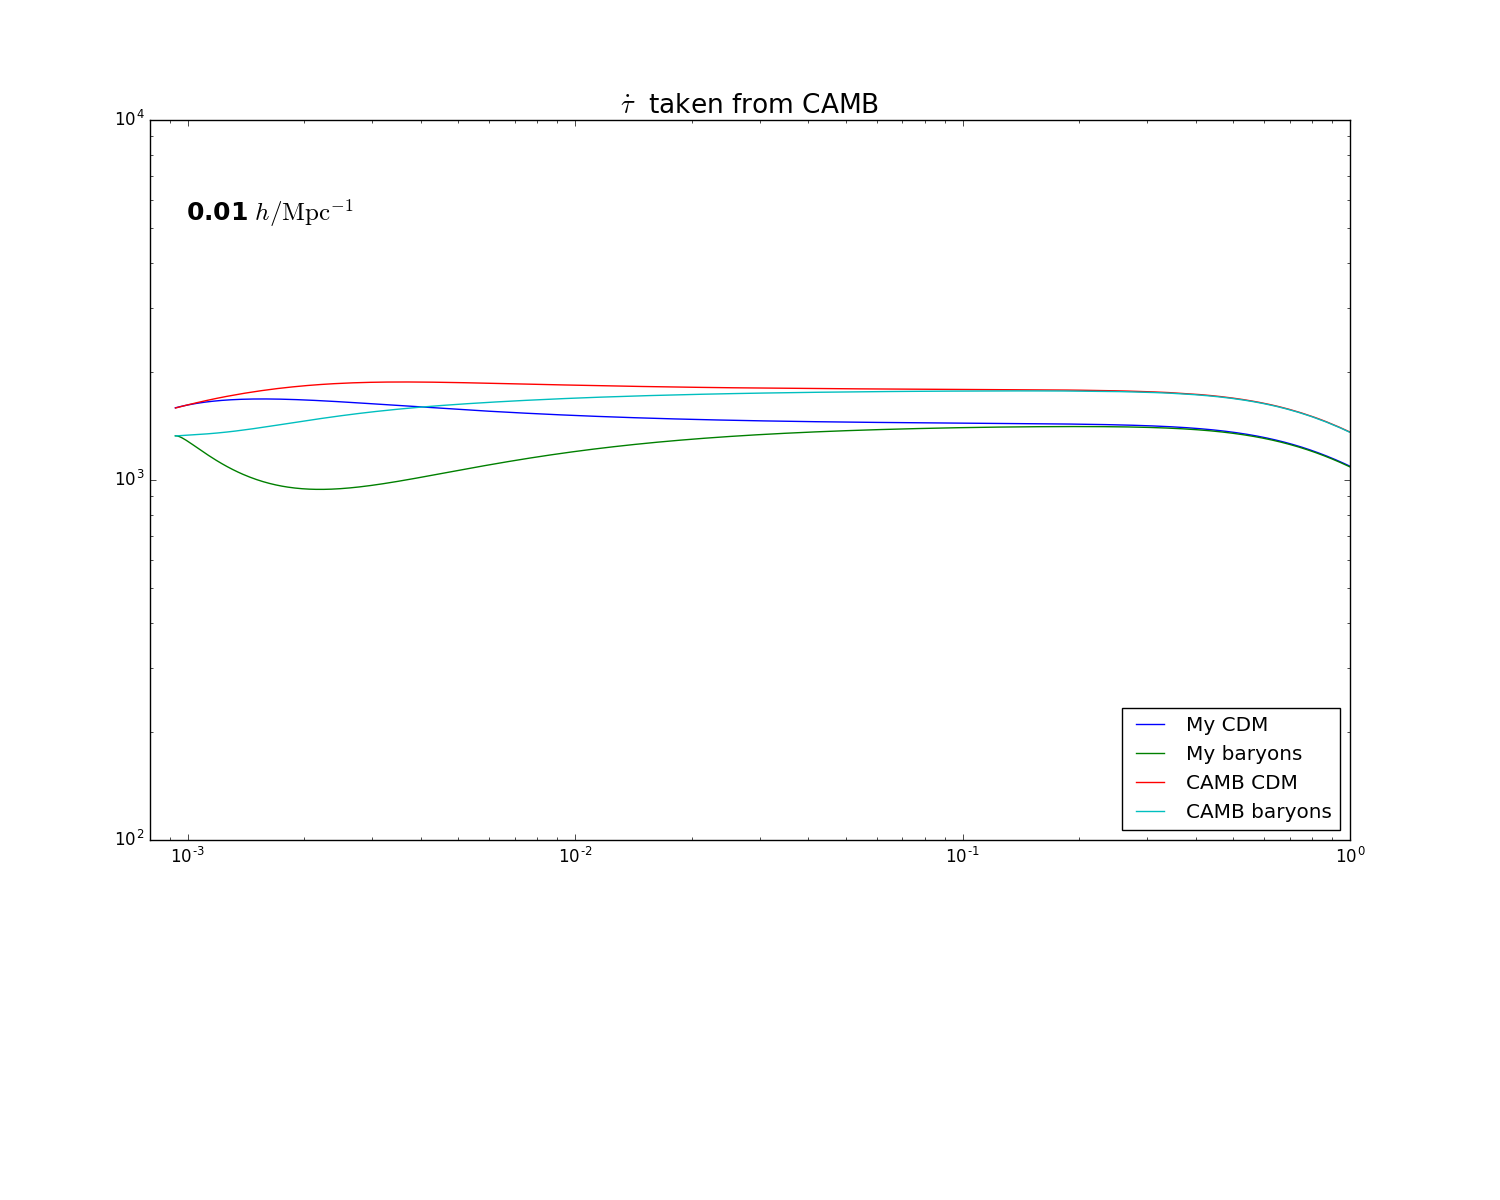 τ̇ taken from CAMB
10⁴
0.01 h/Mpc⁻¹
10³
My CDM
My baryons
CAMB CDM
CAMB baryons
10²
10⁻³ 10⁻² 10⁻¹ 10⁰